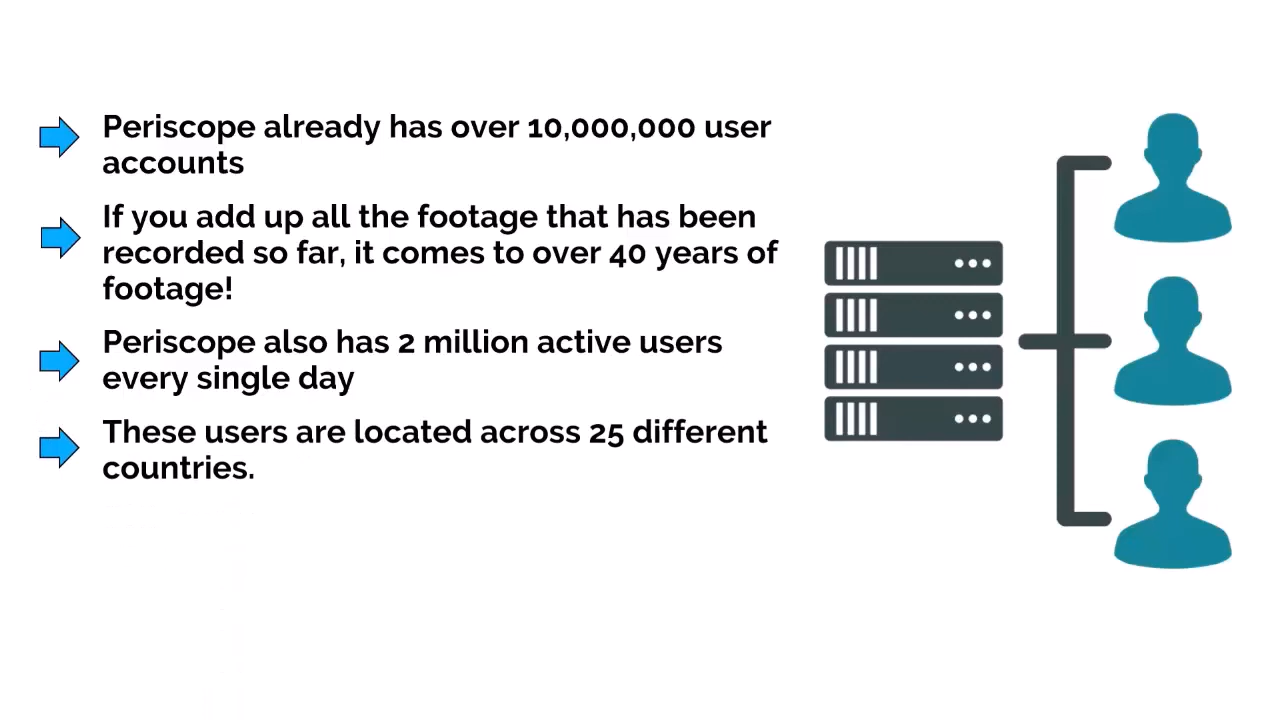 Periscope already has over 10,000,000 user
accounts
If you add up all the footage that has been
recorded so far, it comes to over 40 years of
footage!
Periscope also has 2 million active users
every single day
These users are located across 25 different
countries.